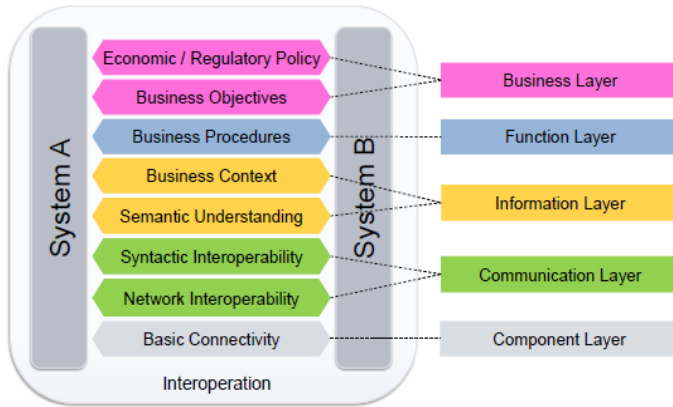 System A
Economic / Regulatory Policy
Business Objectives
Business Procedures
Business Context
Semantic Understanding
Syntactic Interoperability
Network Interoperability
Basic Connectivity
System B
Interoperation
Business Layer
Function Layer
Information Layer
Communication Layer
Component Layer